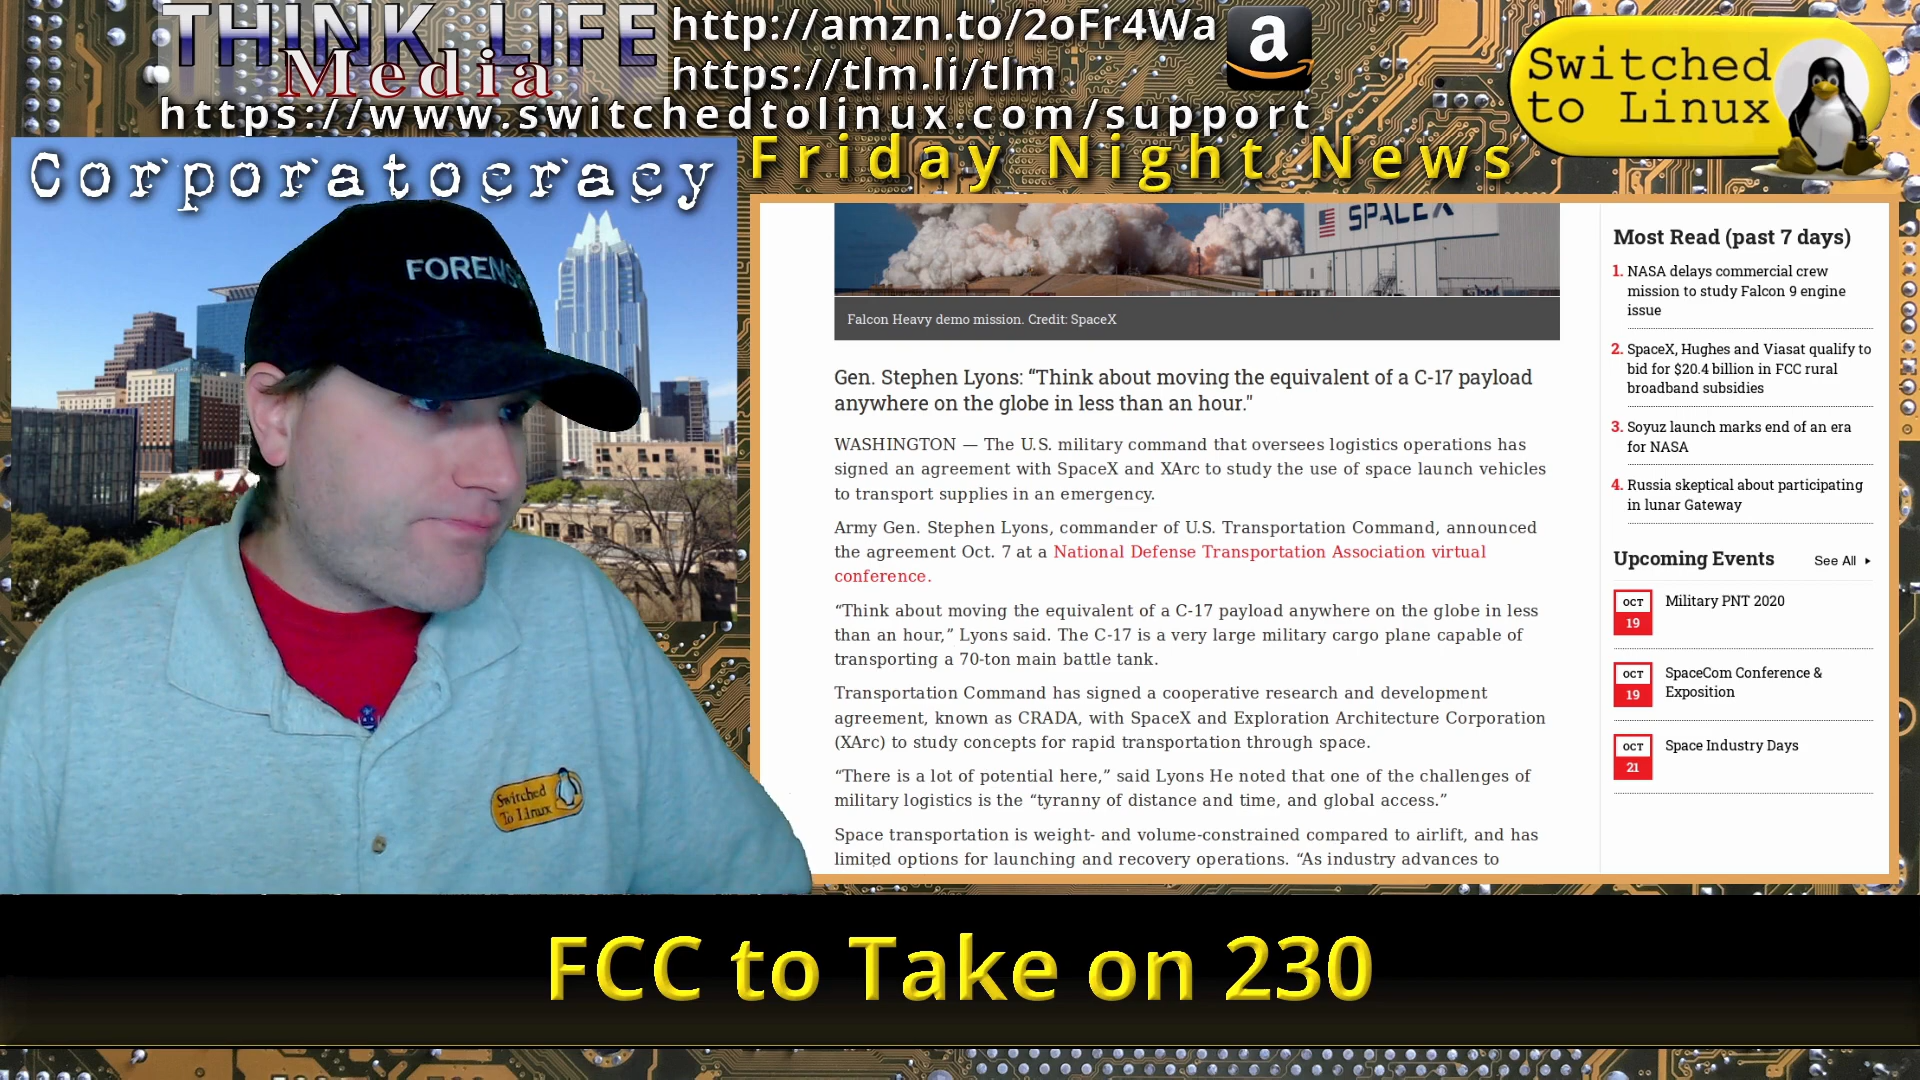 THINK LIFE
Media
http://amzn.to/2oFr4Wa
https://tlm.li/tlm
https://www.switchedtolinux.com/support
a
Switched
to Linux
Friday Night News
Corporatocracy
SPACEX
Falcon Heavy demo mission. Credit: SpaceX
Gen. Stephen Lyons: “Think about moving the equivalent of a C-17 payload
anywhere on the globe in less than an hour."
WASHINGTON — The U.S. military command that oversees logistics operations has
signed an agreement with SpaceX and XArc to study the use of space launch vehicles
to transport supplies in an emergency.
Army Gen. Stephen Lyons, commander of U.S. Transportation Command, announced
the agreement Oct. 7 at a National Defense Transportation Association virtual
conference.
“Think about moving the equivalent of a C-17 payload anywhere on the globe in less
than an hour,” Lyons said. The C-17 is a very large military cargo plane capable of
transporting a 70-ton main battle tank.
Transportation Command has signed a cooperative research and development
agreement, known as CRADA, with SpaceX and Exploration Architecture Corporation
(XArc) to study concepts for rapid transportation through space.
“There is a lot of potential here,” said Lyons He noted that one of the challenges of
military logistics is the “tyranny of distance and time, and global access.”
Space transportation is weight- and volume-constrained compared to airlift, and has
limited options for launching and recovery operations. “As industry advances to
Most Read (past 7 days)
1. NASA delays commercial crew
mission to study Falcon 9 engine
issue
2. SpaceX, Hughes and Viasat qualify to
bid for $20.4 billion in FCC rural
broadband subsidies
3. Soyuz launch marks end of an era
for NASA
4. Russia skeptical about participating
in lunar Gateway
Upcoming Events See All
OCT
19
Military PNT 2020
OCT
19
SpaceCom Conference &
Exposition
OCT
21
Space Industry Days
Switched
To Linux
FCC to Take on 230